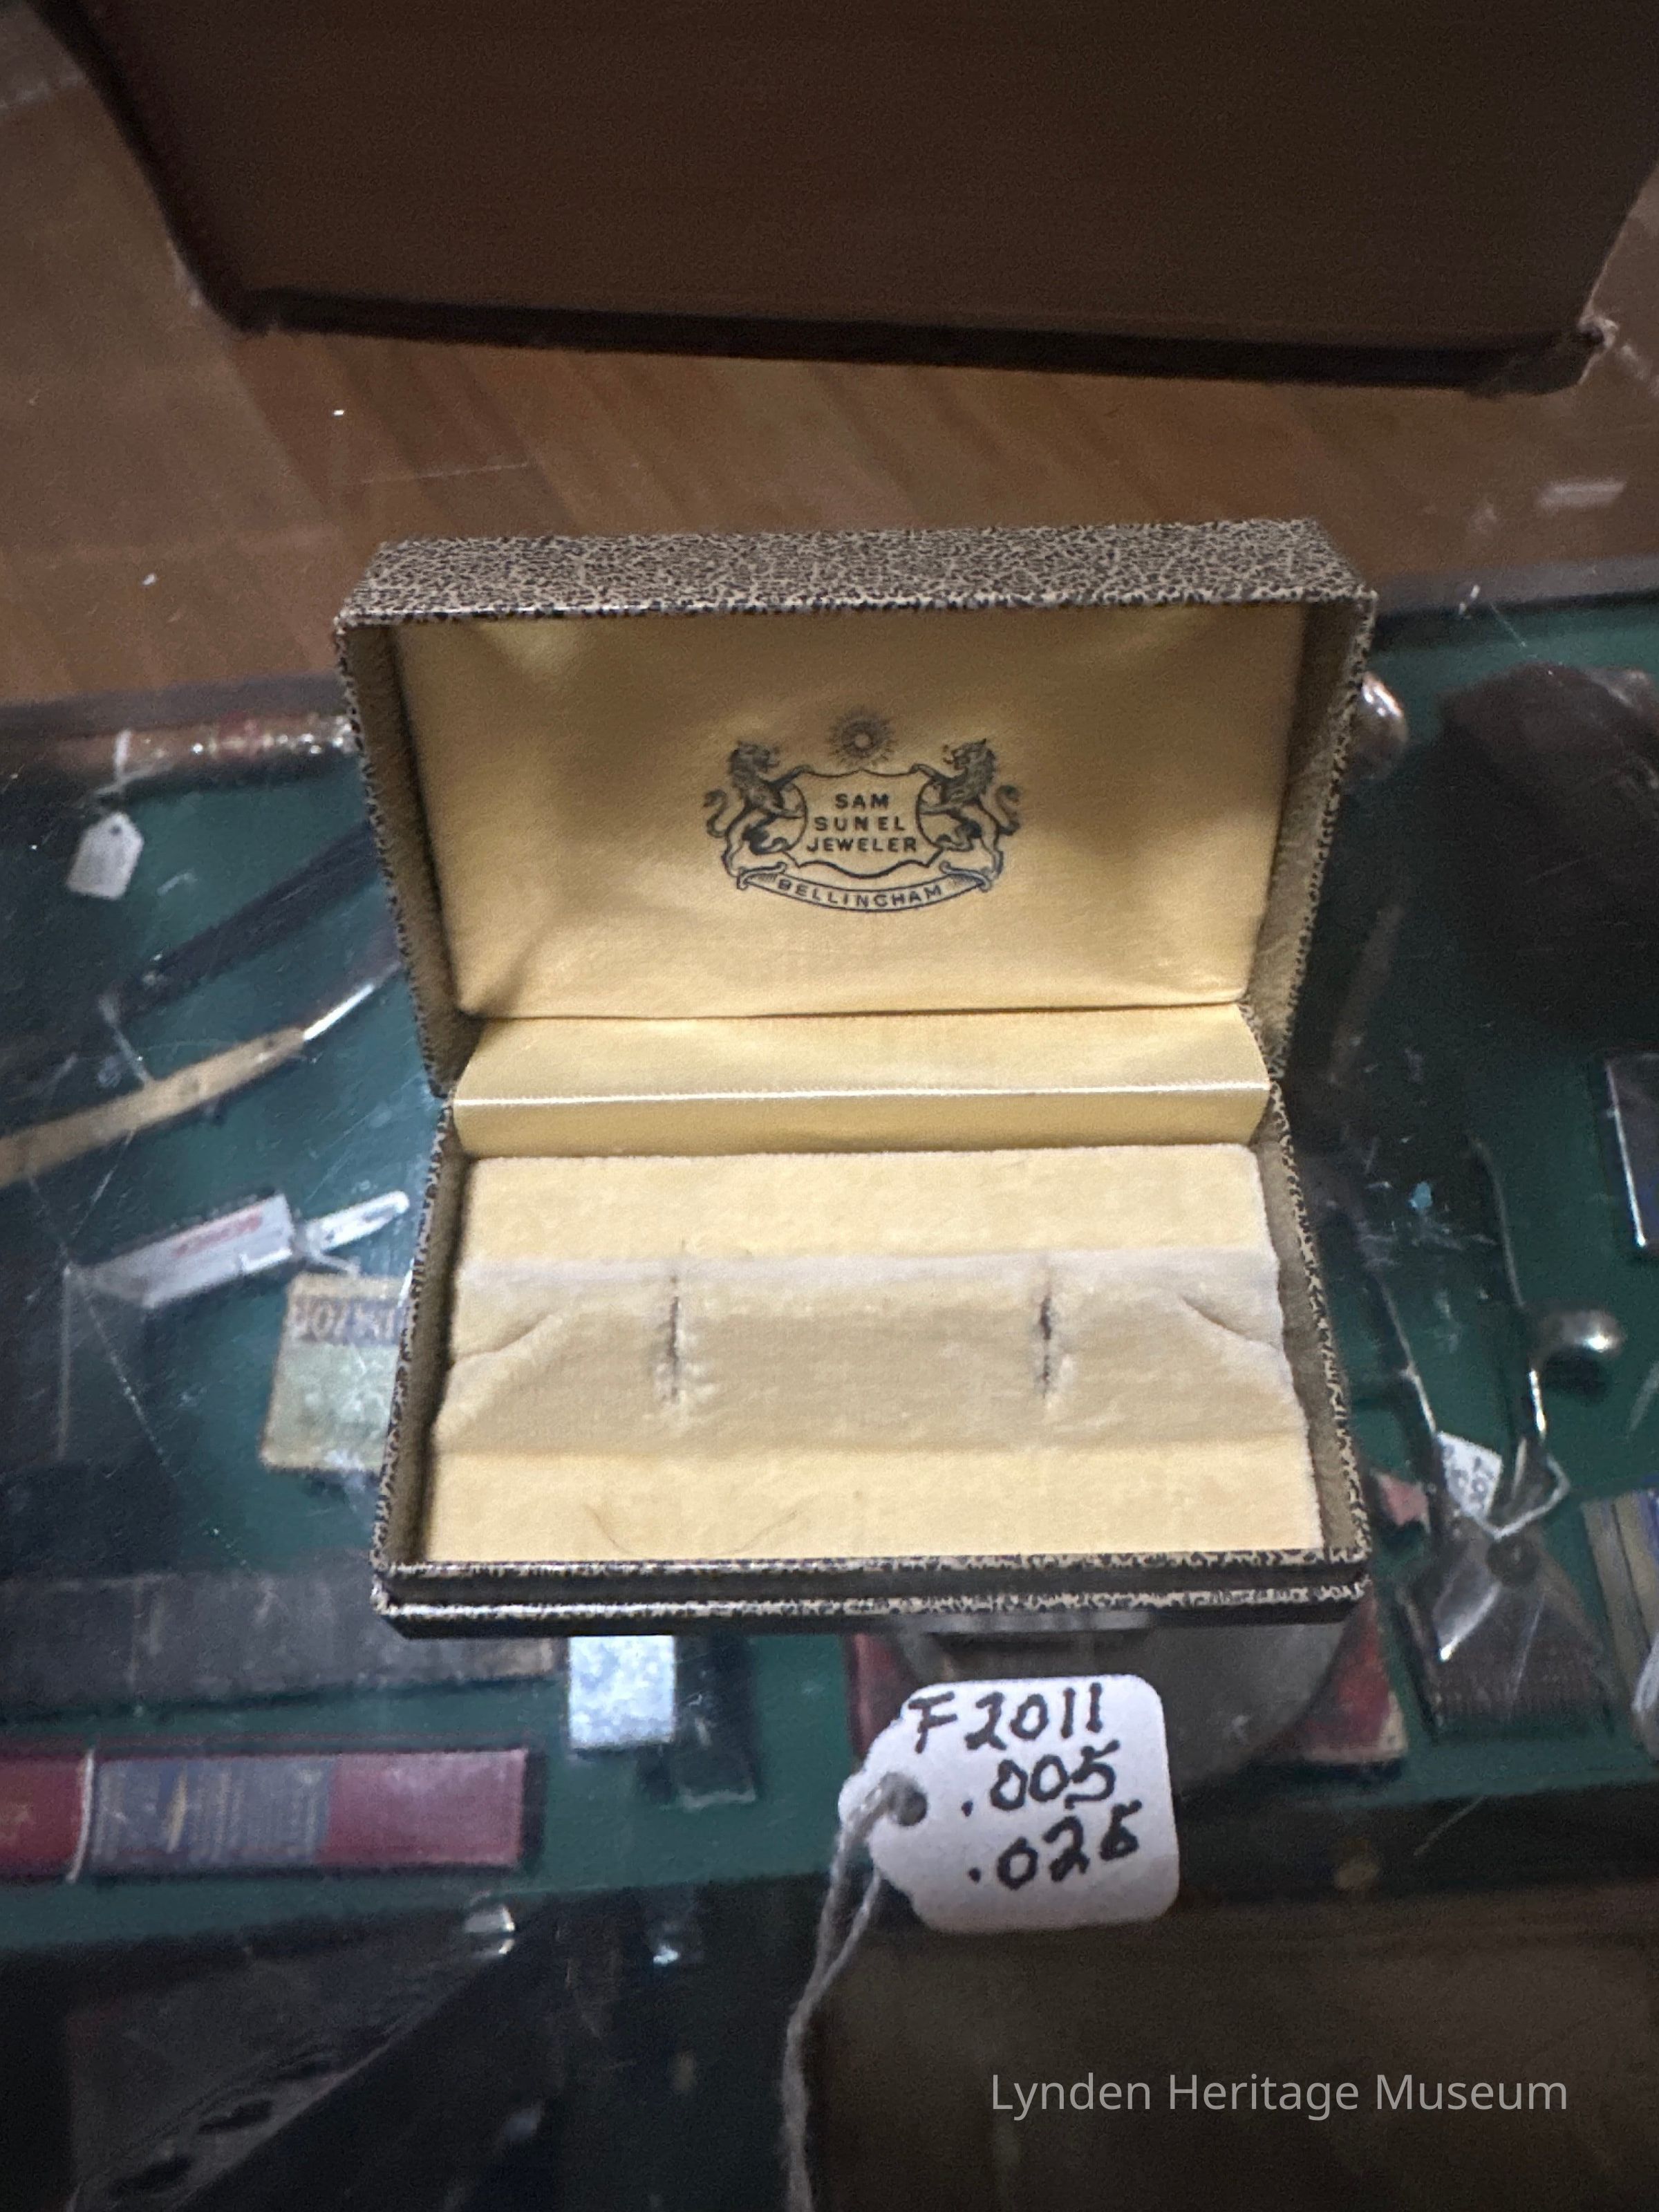 SAM
SUNEL
JEWELER
BELLINGHAM
F2011
.005
.026
Lynden Heritage Museum